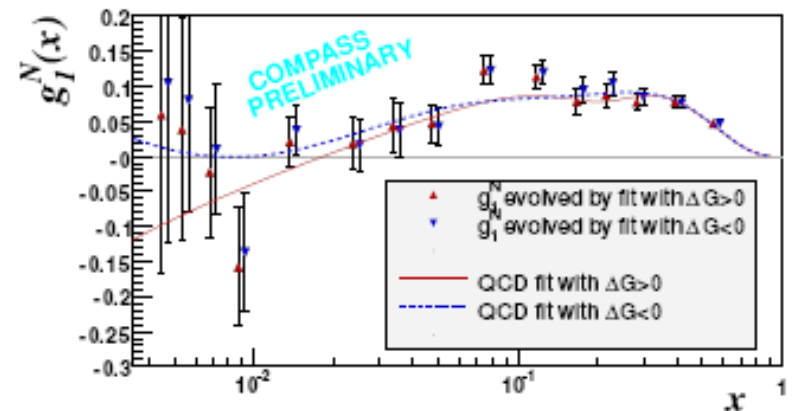 g₁ᴺ(x)
0.2
0.15
0.1
0.05
-0
-0.05
-0.1
-0.15
-0.2
-0.25
-0.3
COMPASS
PRELIMINARY
g₁ᴺ evolved by fit with ΔG>0
g₁ᴺ evolved by fit with ΔG<0
QCD fit with ΔG>0
QCD fit with ΔG<0
10⁻² 10⁻¹ 1
x